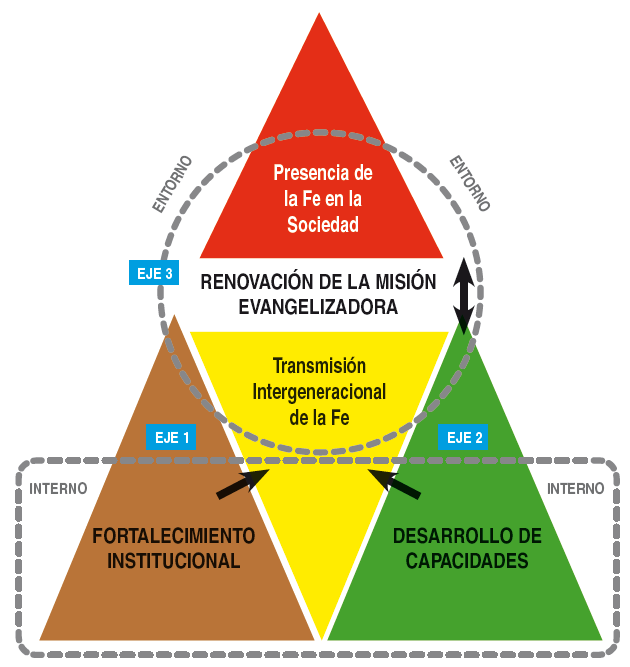 ENTORNO
ENTORNO
Presencia de
la Fe en la
Sociedad
EJE 3
RENOVACIÓN DE LA MISIÓN
EVANGELIZADORA
Transmisión
Intergeneracional
de la Fe
EJE 1
EJE 2
INTERNO
INTERNO
FORTALECIMIENTO
INSTITUCIONAL
DESARROLLO DE
CAPACIDADES